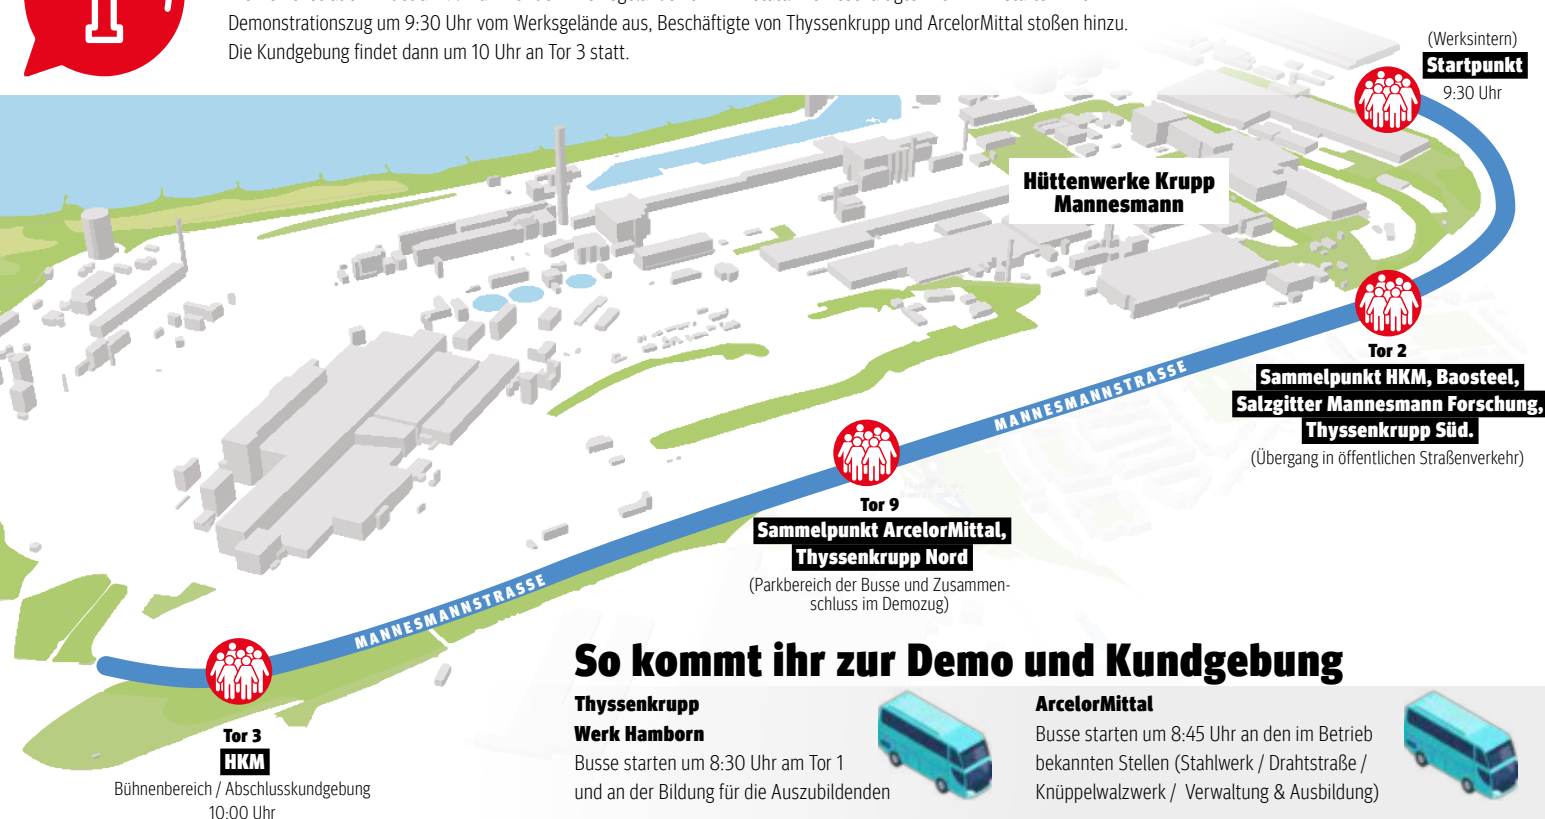 Demonstrationszug um 9:30 Uhr vom Werksgelände aus, Beschäftigte von Thyssenkrupp und ArcelorMittal stoßen hinzu.
Die Kundgebung findet dann um 10 Uhr an Tor 3 statt.
(Werksintern)
Startpunkt
9:30 Uhr
Hüttenwerke Krupp
Mannesmann
Tor 2
Sammelpunkt HKM, Baosteel,
Salzgitter Mannesmann Forschung,
Thyssenkrupp Süd.
(Übergang in öffentlichen Straßenverkehr)
MANNESMANNSTRASSE
Tor 9
Sammelpunkt ArcelorMittal,
Thyssenkrupp Nord
(Parkbereich der Busse und Zusammen-
schluss im Demozug)
MANNESMANNSTRASSE
Tor 3
HKM
Bühnenbereich / Abschlusskundgebung
10:00 Uhr
So kommt ihr zur Demo und Kundgebung
Thyssenkrupp
Werk Hamborn
Busse starten um 8:30 Uhr am Tor 1
und an der Bildung für die Auszubildenden
ArcelorMittal
Busse starten um 8:45 Uhr an den im Betrieb
bekannten Stellen (Stahlwerk / Drahtstraße /
Knüppelwalzwerk / Verwaltung & Ausbildung)